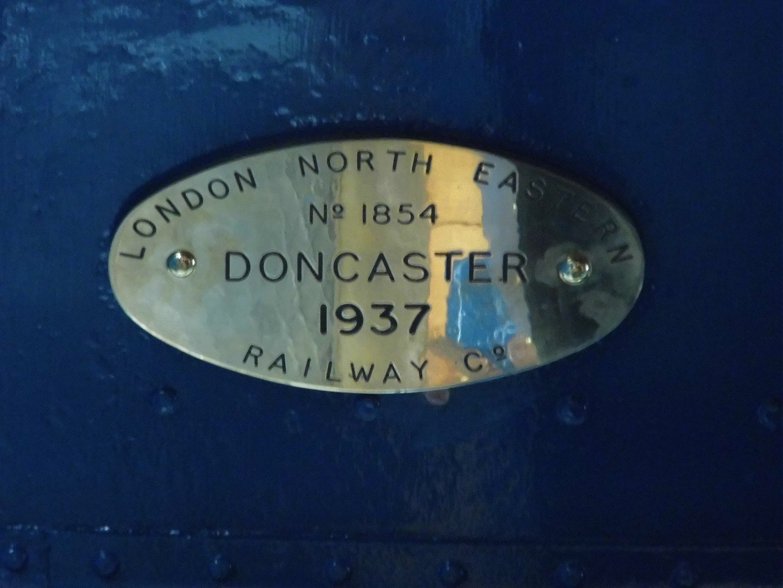 LONDON NORTH EASTERN
Nº 1854
DONCASTER
1937
RAILWAY Cº